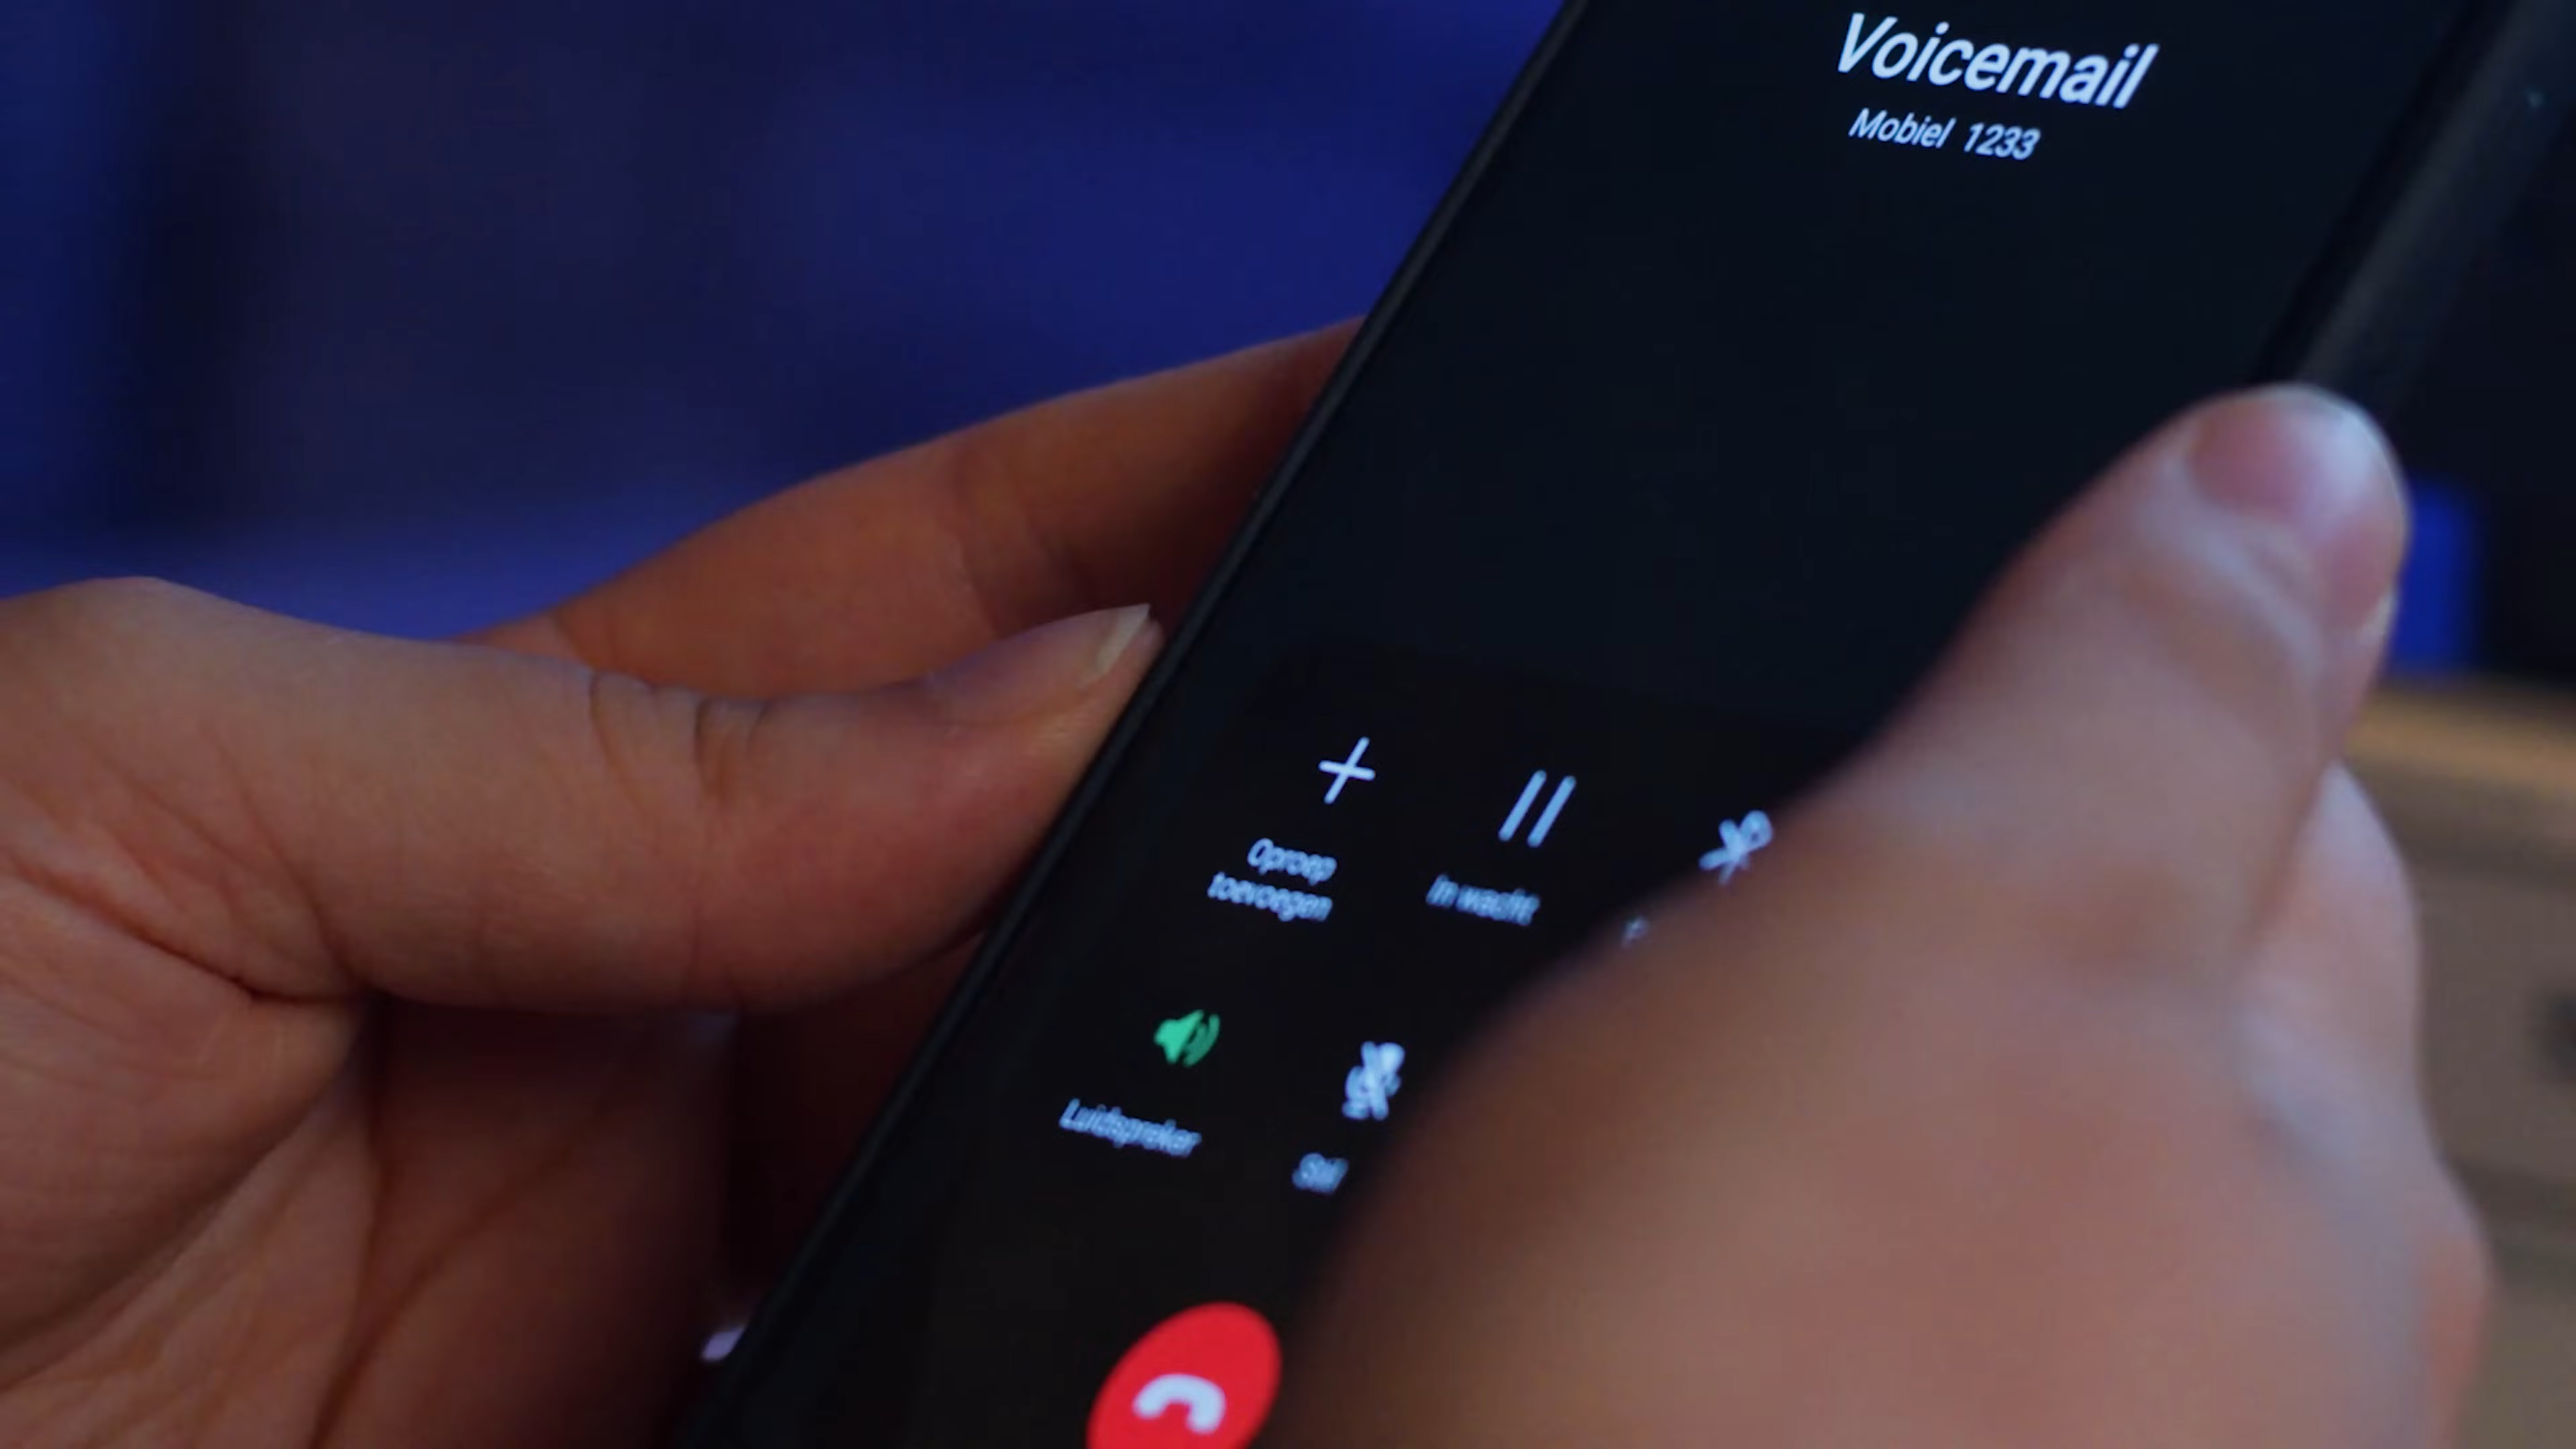 Voicemail
Mobiel 1233
Oproep
toevoegen
In wacht
Luidspreker
Stil